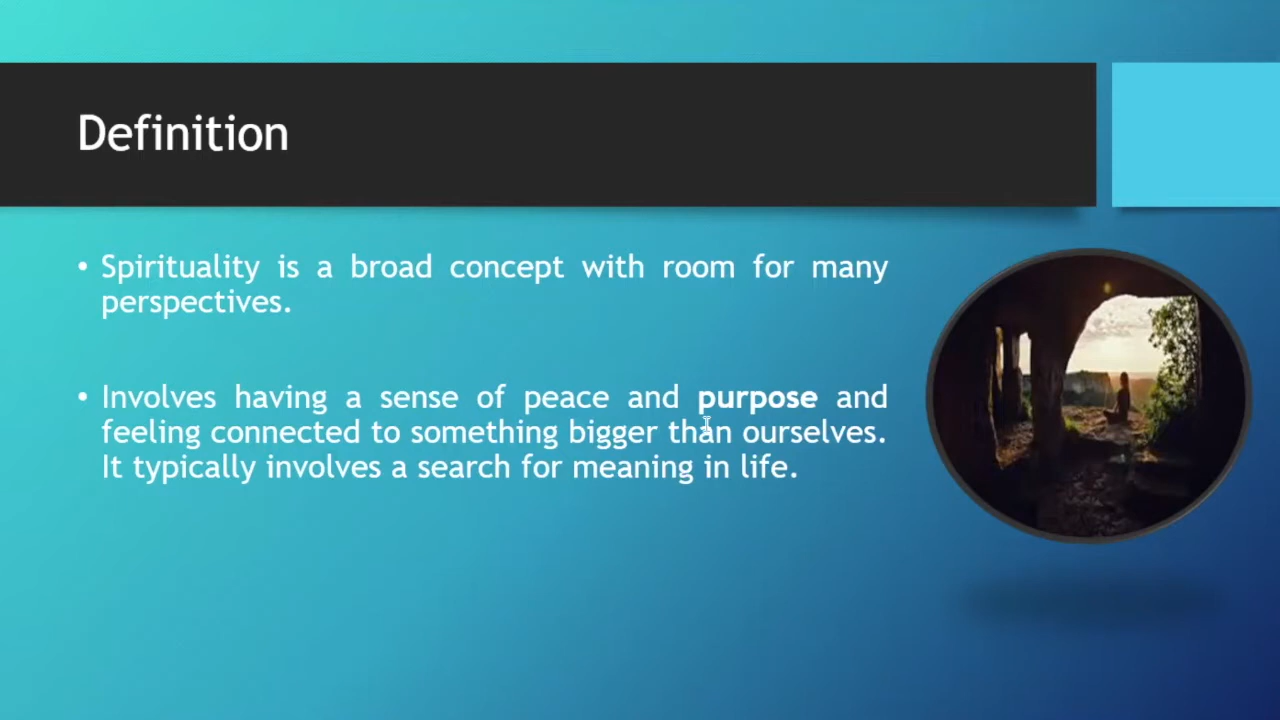 Definition
• Spirituality is a broad concept with room for many
perspectives.
• Involves having a sense of peace and purpose and
feeling connected to something bigger than ourselves.
It typically involves a search for meaning in life.